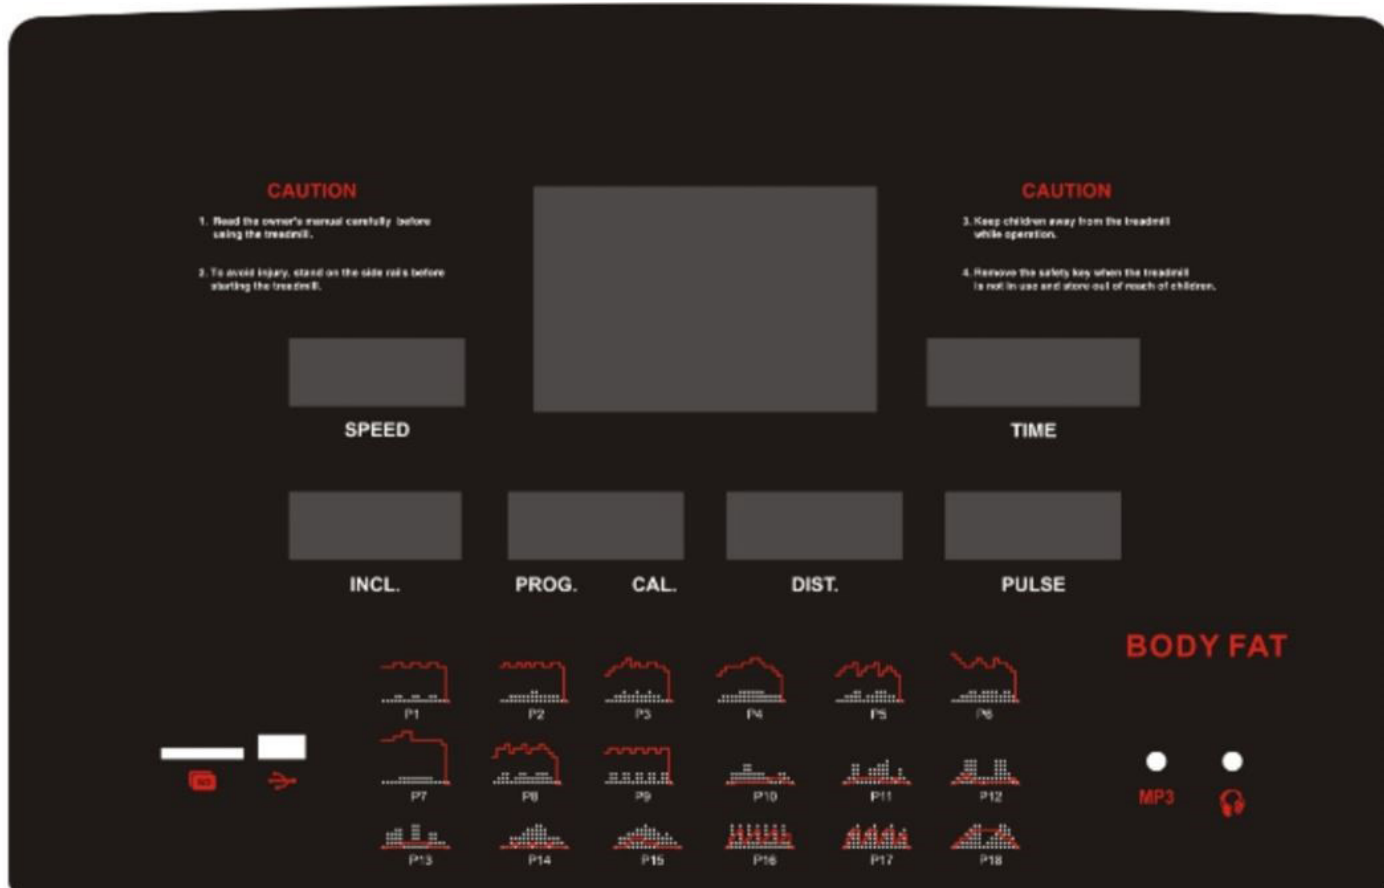 CAUTION
1. Read the owner's manual carefully before
using the treadmill.
2. To avoid injury, stand on the side rails before
starting the treadmill.
CAUTION
3. Keep children away from the treadmill
while operation.
4. Remove the safety key when the treadmill
is not in use and store out of reach of children.
SPEED
TIME
INCL.
PROG.
CAL.
DIST.
PULSE
BODY FAT
P1
P2
P3
P4
P5
P6
P7
P8
P9
P10
P11
P12
MP3
P13
P14
P15
P16
P17
P18